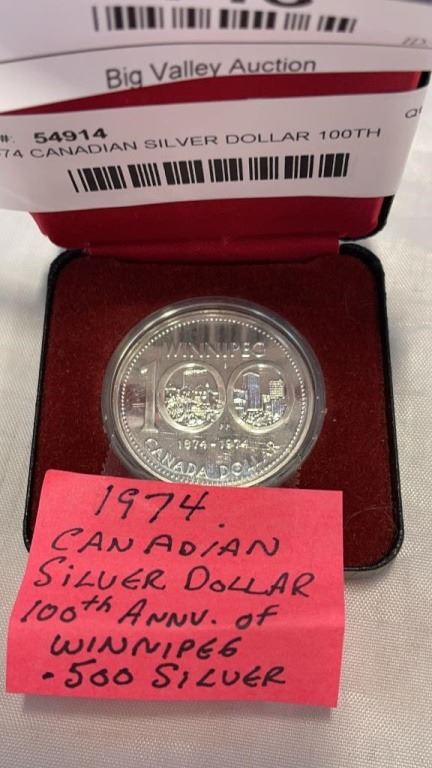 Big Valley Auction
#: 54914
74 CANADIAN SILVER DOLLAR 100TH
WINNIPEG
100
1874-1974
CANADA DOLLAR
1974
CANADIAN
SILVER DOLLAR
100th ANNV. of
WINNIPEG
.500 SILVER